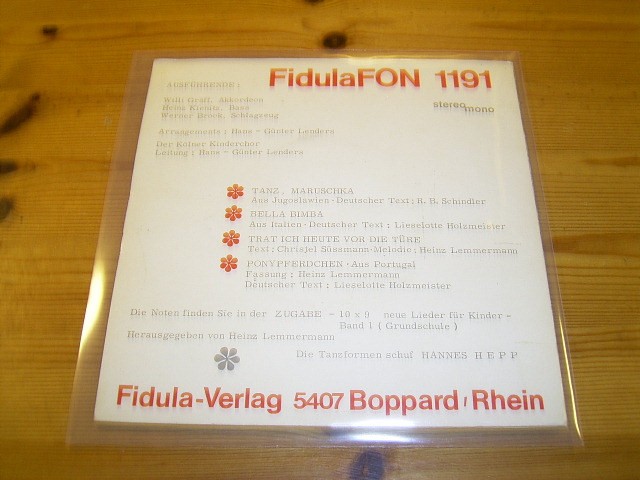 FidulaFON 1191
stereo
mono
AUSFÜHRENDE :
Willi Gräff, Akkordeon
Heinz Kieutz, Bass
Werner Brock, Schlagzeug
Arrangements : Hans - Günter Lenders
Der Kölner Kinderchor
Leitung : Hans - Günter Lenders
TANZ, MARUSCHKA
Aus Jugoslawien - Deutscher Text : R. R. Schindler
BELLA BIMBA
Aus Italien - Deutscher Text : Lieselotte Holzmeister
TRAT ICH HEUTE VOR DIE TÜRE
Text : Chrisjel Süssmann - Melodie : Heinz Lemmermann
PONYPFERDCHEN - Aus Portugal
Fassung : Heinz Lemmermann
Deutscher Text : Lieselotte Holzmeister
Die Noten finden Sie in der ZUGABE - 10 x 9 neue Lieder für Kinder -
Band 1 ( Grundschule )
Herausgegeben von Heinz Lemmermann
Die Tanzformen schuf HANNES HEPP
Fidula-Verlag 5407 Boppard/Rhein